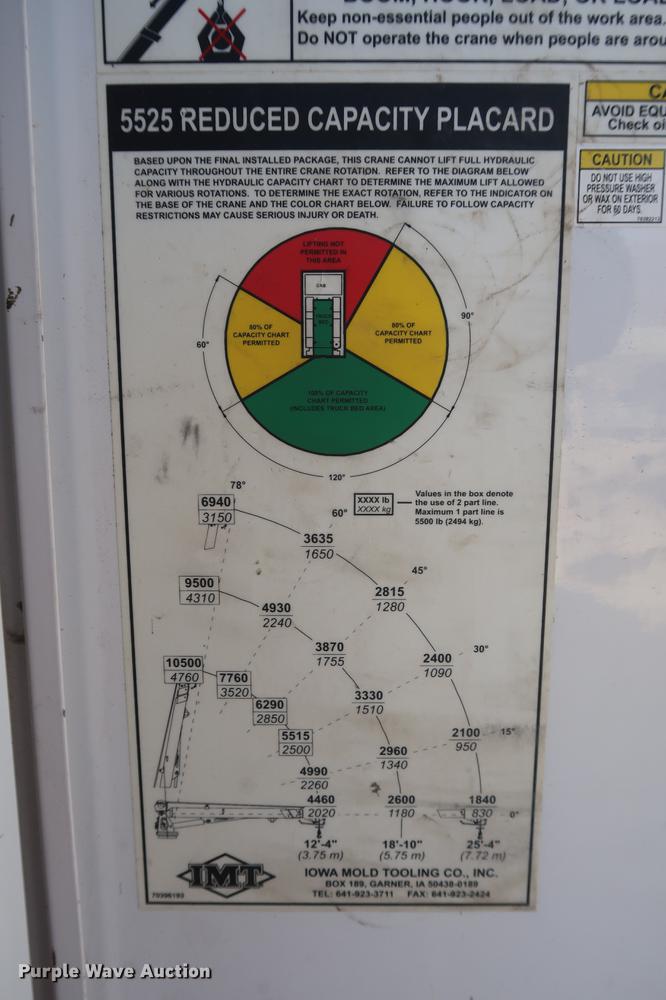 BOOM, HOOK, LOAD, OR LOAD
Keep non-essential people out of the work area.
Do NOT operate the crane when people are arou
5525 REDUCED CAPACITY PLACARD
CA
AVOID EQU
Check oi
CAUTION
DO NOT USE HIGH
PRESSURE WASHER
OR WAX ON EXTERIOR
FOR 60 DAYS.
BASED UPON THE FINAL INSTALLED PACKAGE, THIS CRANE CANNOT LIFT FULL HYDRAULIC
CAPACITY THROUGHOUT THE ENTIRE CRANE ROTATION. REFER TO THE DIAGRAM BELOW
ALONG WITH THE HYDRAULIC CAPACITY CHART TO DETERMINE THE MAXIMUM LIFT ALLOWED
FOR VARIOUS ROTATIONS. TO DETERMINE THE EXACT ROTATION, REFER TO THE INDICATOR ON
THE BASE OF THE CRANE AND THE COLOR CHART BELOW. FAILURE TO FOLLOW CAPACITY
RESTRICTIONS MAY CAUSE SERIOUS INJURY OR DEATH.
LIFTING NOT
PERMITTED IN
THIS AREA
CAB
TRUCK
BED
80% OF
CAPACITY CHART
PERMITTED
80% OF
CAPACITY CHART
PERMITTED
60°
90°
100% OF CAPACITY
CHART PERMITTED
(INCLUDES TRUCK BED AREA)
120°
78°
6940
3150
60°
XXXX lb
XXXX kg
Values in the box denote
the use of 2 part line.
Maximum 1 part line is
5500 lb (2494 kg).
3635
1650
45°
9500
4310
4930
2240
2815
1280
3870
1755
30°
2400
1090
10500
4760
7760
3520
6290
2850
3330
1510
5515
2500
15°
2100
950
2960
1340
4990
2260
4460
2020
2600
1180
1840
830
0°
12'-4"
(3.75 m)
18'-10"
(5.75 m)
25'-4"
(7.72 m)
IMT
IOWA MOLD TOOLING CO., INC.
BOX 189, GARNER, IA 50438-0189
TEL: 641-923-3711 FAX: 641-923-2424
70396193
Purple Wave Auction